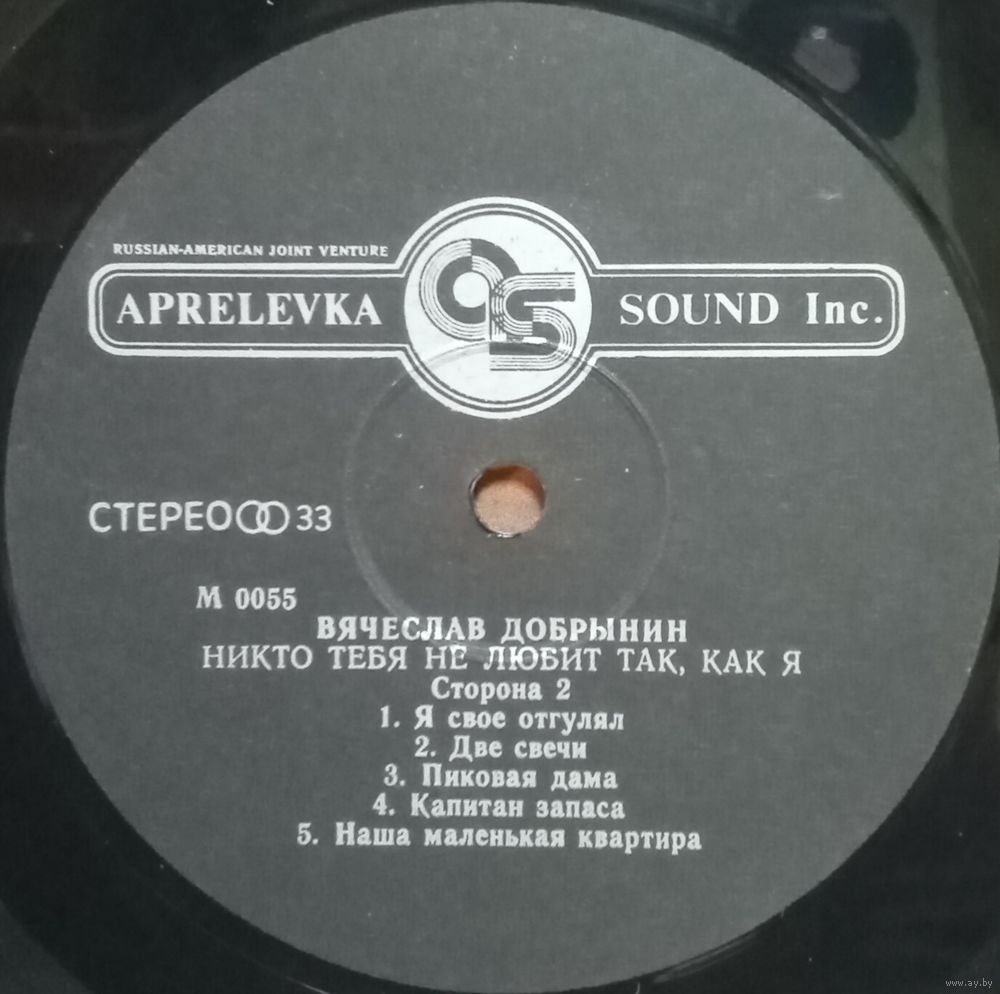 RUSSIAN-AMERICAN JOINT VENTURE
APRELEVKA SOUND Inc.
СТЕРЕО 33
М 0055
ВЯЧЕСЛАВ ДОБРЫНИН
НИКТО ТЕБЯ НЕ ЛЮБИТ ТАК, КАК Я
Сторона 2
1. Я свое отгулял
2. Две свечи
3. Пиковая дама
4. Капитан запаса
5. Наша маленькая квартира
www.ay.by